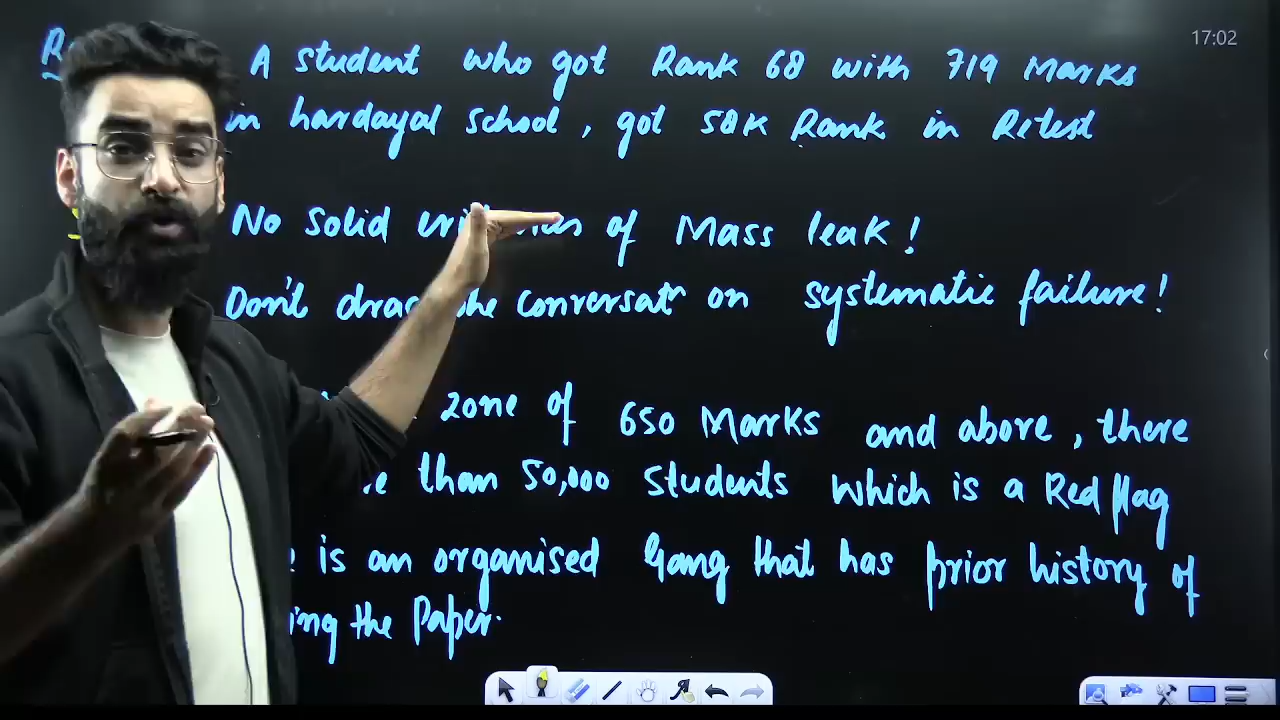 17:02
A student who got Rank 68 with 719 Marks
in hardayal School, got 58K Rank in Retest
No Solid of Mass leak!
Don't the conversatn on systematic failure!
zone of 650 Marks and above, there
than 50,000 Students which is a Red flag
is an organised Gang that has prior history of
the Paper.